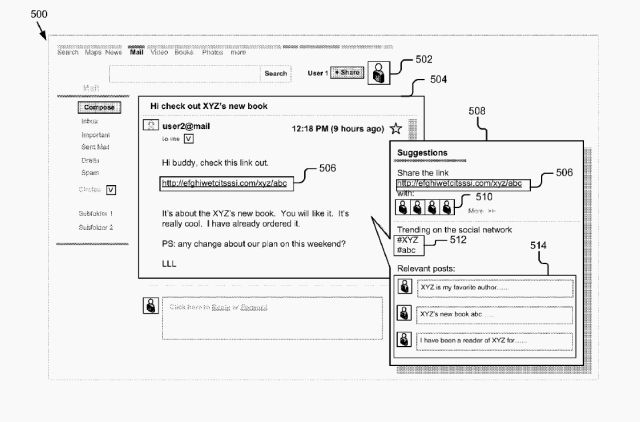 500
Search Maps News Mail Video Books Photos more
Search
User 1 + Share
502
504
Mail
Compose
Inbox
Important
Sent Mail
Drafts
Spam
Circles V
Subfolder 1
Subfolder 2
Hi check out XYZ's new book
user2@mail
to me V
12:18 PM (9 hours ago)
Hi buddy, check this link out.
506
http://efghiwetcitsssi.com/xyz/abc
It's about the XYZ's new book. You will like it. It's
really cool. I have already ordered it.
PS: any change about our plan on this weekend?
LLL
Click here to Reply or Forward
508
Suggestions
Share the link
506
http://efghiwetcitsssi.com/xyz/abc
with:
510
More >>
Trending on the social network
#XYZ
#abc
512
Relevant posts:
514
XYZ is my favorite author......
XYZ's new book abc .....
I have been a reader of XYZ for......